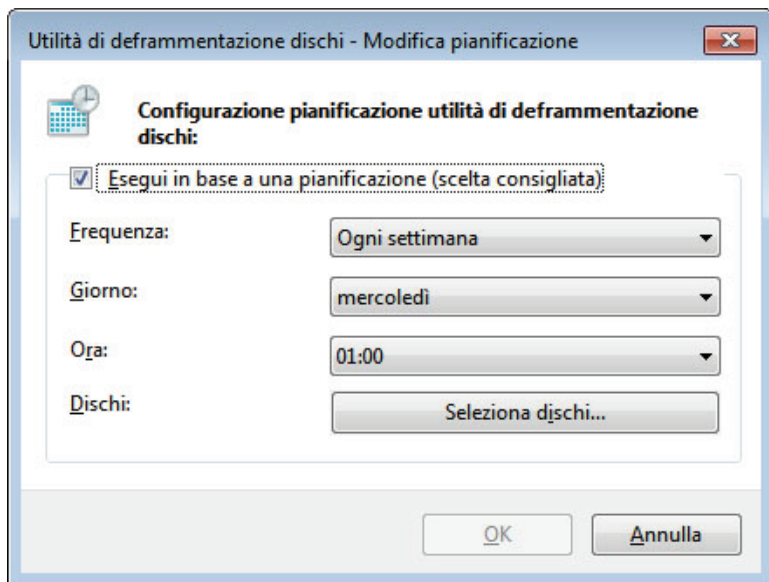 Utilità di deframmentazione dischi - Modifica pianificazione
Configurazione pianificazione utilità di deframmentazione
dischi:
Esegui in base a una pianificazione (scelta consigliata)
Frequenza: Ogni settimana
Giorno: mercoledì
Ora: 01:00
Dischi: Seleziona dischi...
OK Annulla